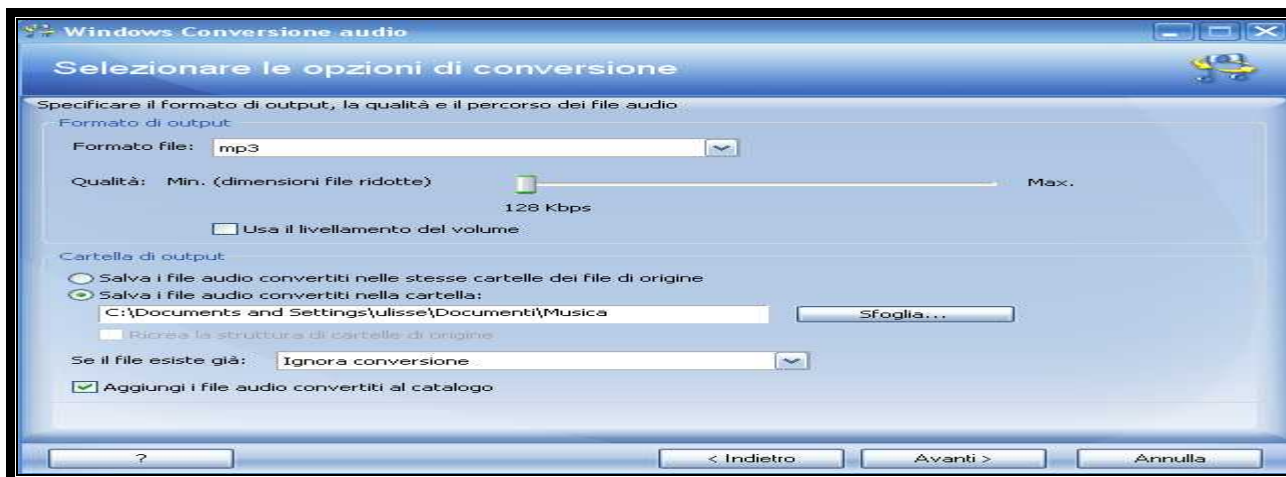 Windows Conversione audio
Selezionare le opzioni di conversione
Specificare il formato di output, la qualità e il percorso dei file audio
Formato di output
Formato file: mp3
Qualità: Min. (dimensioni file ridotte) Max.
128 Kbps
Usa il livellamento del volume
Cartella di output
Salva i file audio convertiti nelle stesse cartelle dei file di origine
Salva i file audio convertiti nella cartella:
C:\Documents and Settings\ulisse\Documenti\Musica Sfoglia...
Ricrea la struttura di cartelle di origine
Se il file esiste già: Ignora conversione
Aggiungi i file audio convertiti al catalogo
? < Indietro Avanti > Annulla